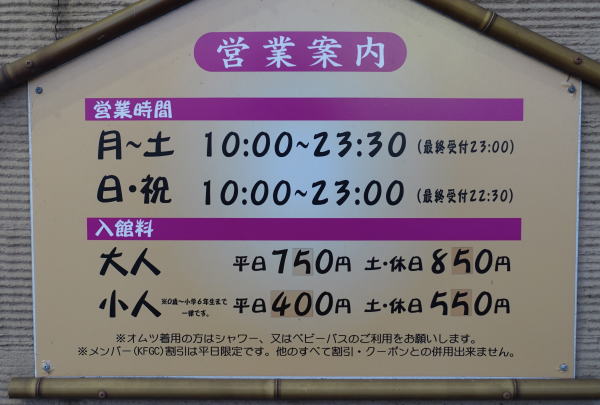 営業案内
営業時間
月～土 10:00~23:30 (最終受付23:00)
日・祝 10:00~23:00 (最終受付22:30)
入館料
大人 平日750円 土・休日850円
小人 ※0歳～小学6年生まで一律です。 平日400円 土・休日550円
※オムツ着用の方はシャワー、又はベビーバスのご利用をお願いします。
※メンバー(KFGC)割引は平日限定です。他のすべて割引・クーポンとの併用出来ません。